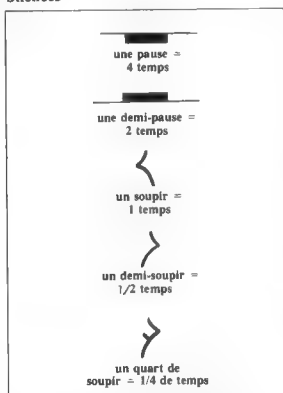 une pause =
4 temps
une demi-pause =
2 temps
un soupir =
1 temps
un demi-soupir =
1/2 temps
un quart de
soupir = 1/4 de temps